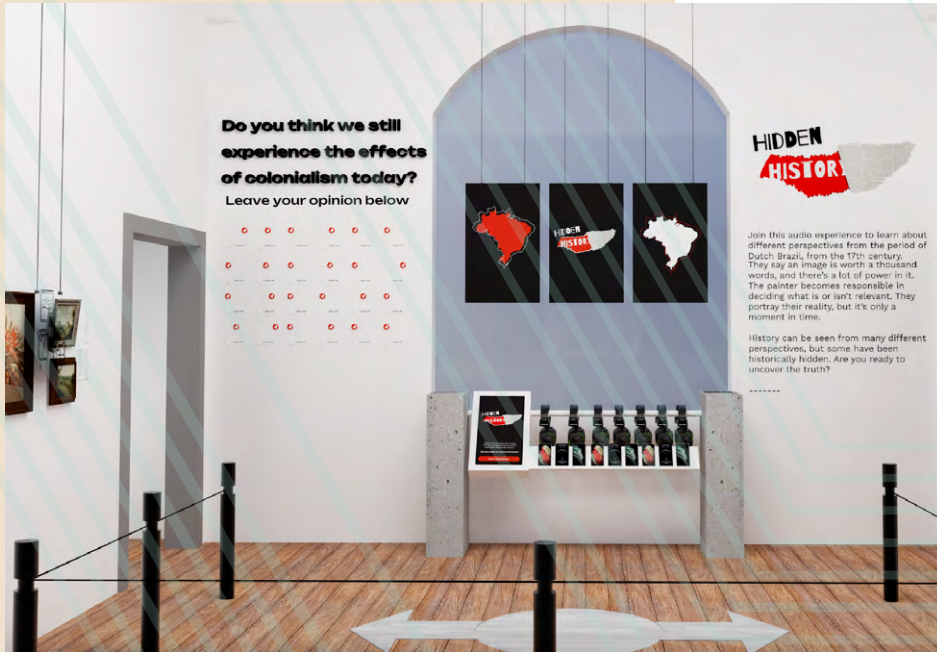 Do you think we still
experience the effects
of colonialism today?
Leave your opinion below
HIDDEN
HISTORY
HIDDEN
HISTOR
Join this audio experience to learn about
different perspectives from the period of
Dutch Brazil, from the 17th century.
They say an image is worth a thousand
words, and there's a lot of power in it.
The painter becomes responsible in
deciding what is or isn't relevant. They
portray their reality, but it's only a
moment in time.
History can be seen from many different
perspectives, but some have been
historically hidden. Are you ready to
uncover the truth?
-------
HIDDEN
HISTORY